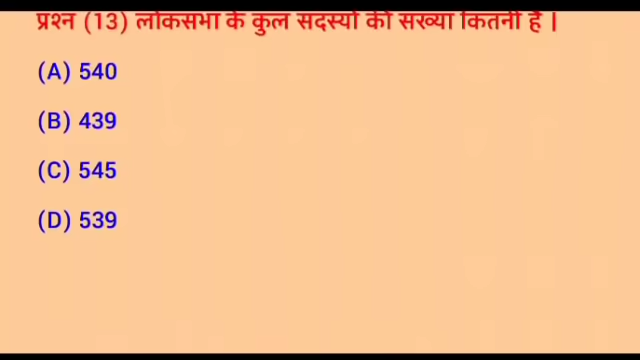 प्रश्न (13) लोकसभा के कुल सदस्यों की संख्या कितनी है |
(A) 540
(B) 439
(C) 545
(D) 539